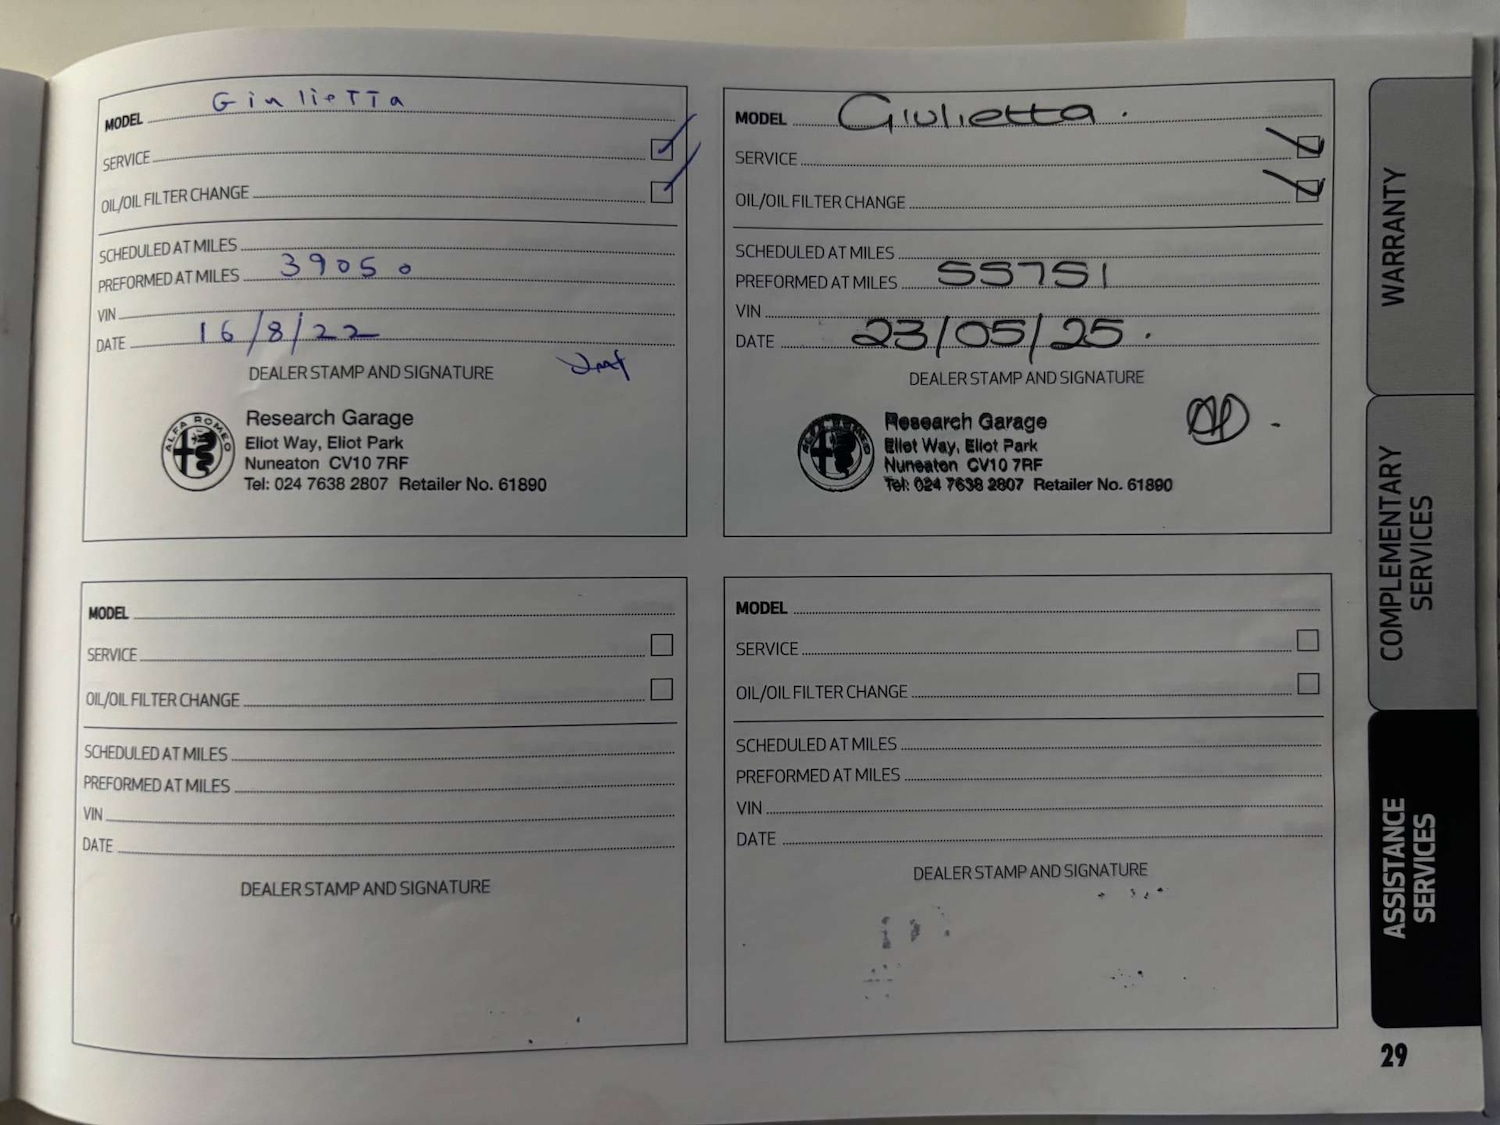 MODEL Giulietta
SERVICE
OIL/OIL FILTER CHANGE
SCHEDULED AT MILES
PREFORMED AT MILES 39050
VIN
DATE 16/8/22
DEALER STAMP AND SIGNATURE
ALFA ROMEO
Research Garage
Eliot Way, Eliot Park
Nuneaton CV10 7RF
Tel: 024 7638 2807 Retailer No. 61890
MODEL Giulietta.
SERVICE
OIL/OIL FILTER CHANGE
SCHEDULED AT MILES
PREFORMED AT MILES 55751
VIN
DATE 23/05/25.
DEALER STAMP AND SIGNATURE
ALFA ROMEO
Research Garage
Eliot Way, Eliot Park
Nuneaton CV10 7RF
Tel: 024 7638 2807 Retailer No. 61890
MODEL
SERVICE
OIL/OIL FILTER CHANGE
SCHEDULED AT MILES
PREFORMED AT MILES
VIN
DATE
DEALER STAMP AND SIGNATURE
MODEL
SERVICE
OIL/OIL FILTER CHANGE
SCHEDULED AT MILES
PREFORMED AT MILES
VIN
DATE
DEALER STAMP AND SIGNATURE
WARRANTY
COMPLEMENTARY
SERVICES
ASSISTANCE
SERVICES
29